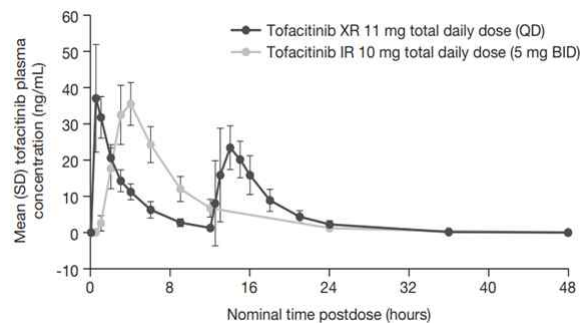 60
50
40
30
20
10
0
-10
Mean (SD) tofacitinib plasma
concentration (ng/mL)
Tofacitinib XR 11 mg total daily dose (QD)
Tofacitinib IR 10 mg total daily dose (5 mg BID)
0 8 16 24 32 40 48
Nominal time postdose (hours)